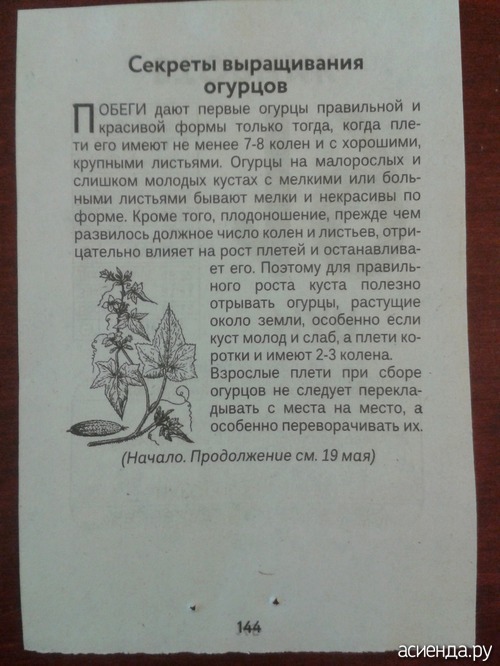 Секреты выращивания
огурцов
ПОБЕГИ дают первые огурцы правильной и
красивой формы только тогда, когда пле-
ти его имеют не менее 7-8 колен и с хорошими,
крупными листьями. Огурцы на малорослых и
слишком молодых кустах с мелкими или боль-
ными листьями бывают мелки и некрасивы по
форме. Кроме того, плодоношение, прежде чем
развилось должное число колен и листьев, отри-
цательно влияет на рост плетей и останавлива-
ет его. Поэтому для правиль-
ного роста куста полезно
отрывать огурцы, растущие
около земли, особенно если
куст молод и слаб, а плети ко-
ротки и имеют 2-3 колена.
Взрослые плети при сборе
огурцов не следует перекла-
дывать с места на место, а
особенно переворачивать их.
(Начало. Продолжение см. 19 мая)
144
асиенда.ру